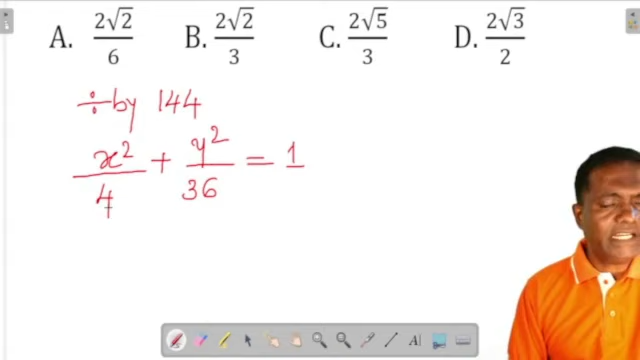 A. 2√2/6 B. 2√2/3 C. 2√5/3 D. 2√3/2
÷ by 144
x²/4 + y²/36 = 1
A